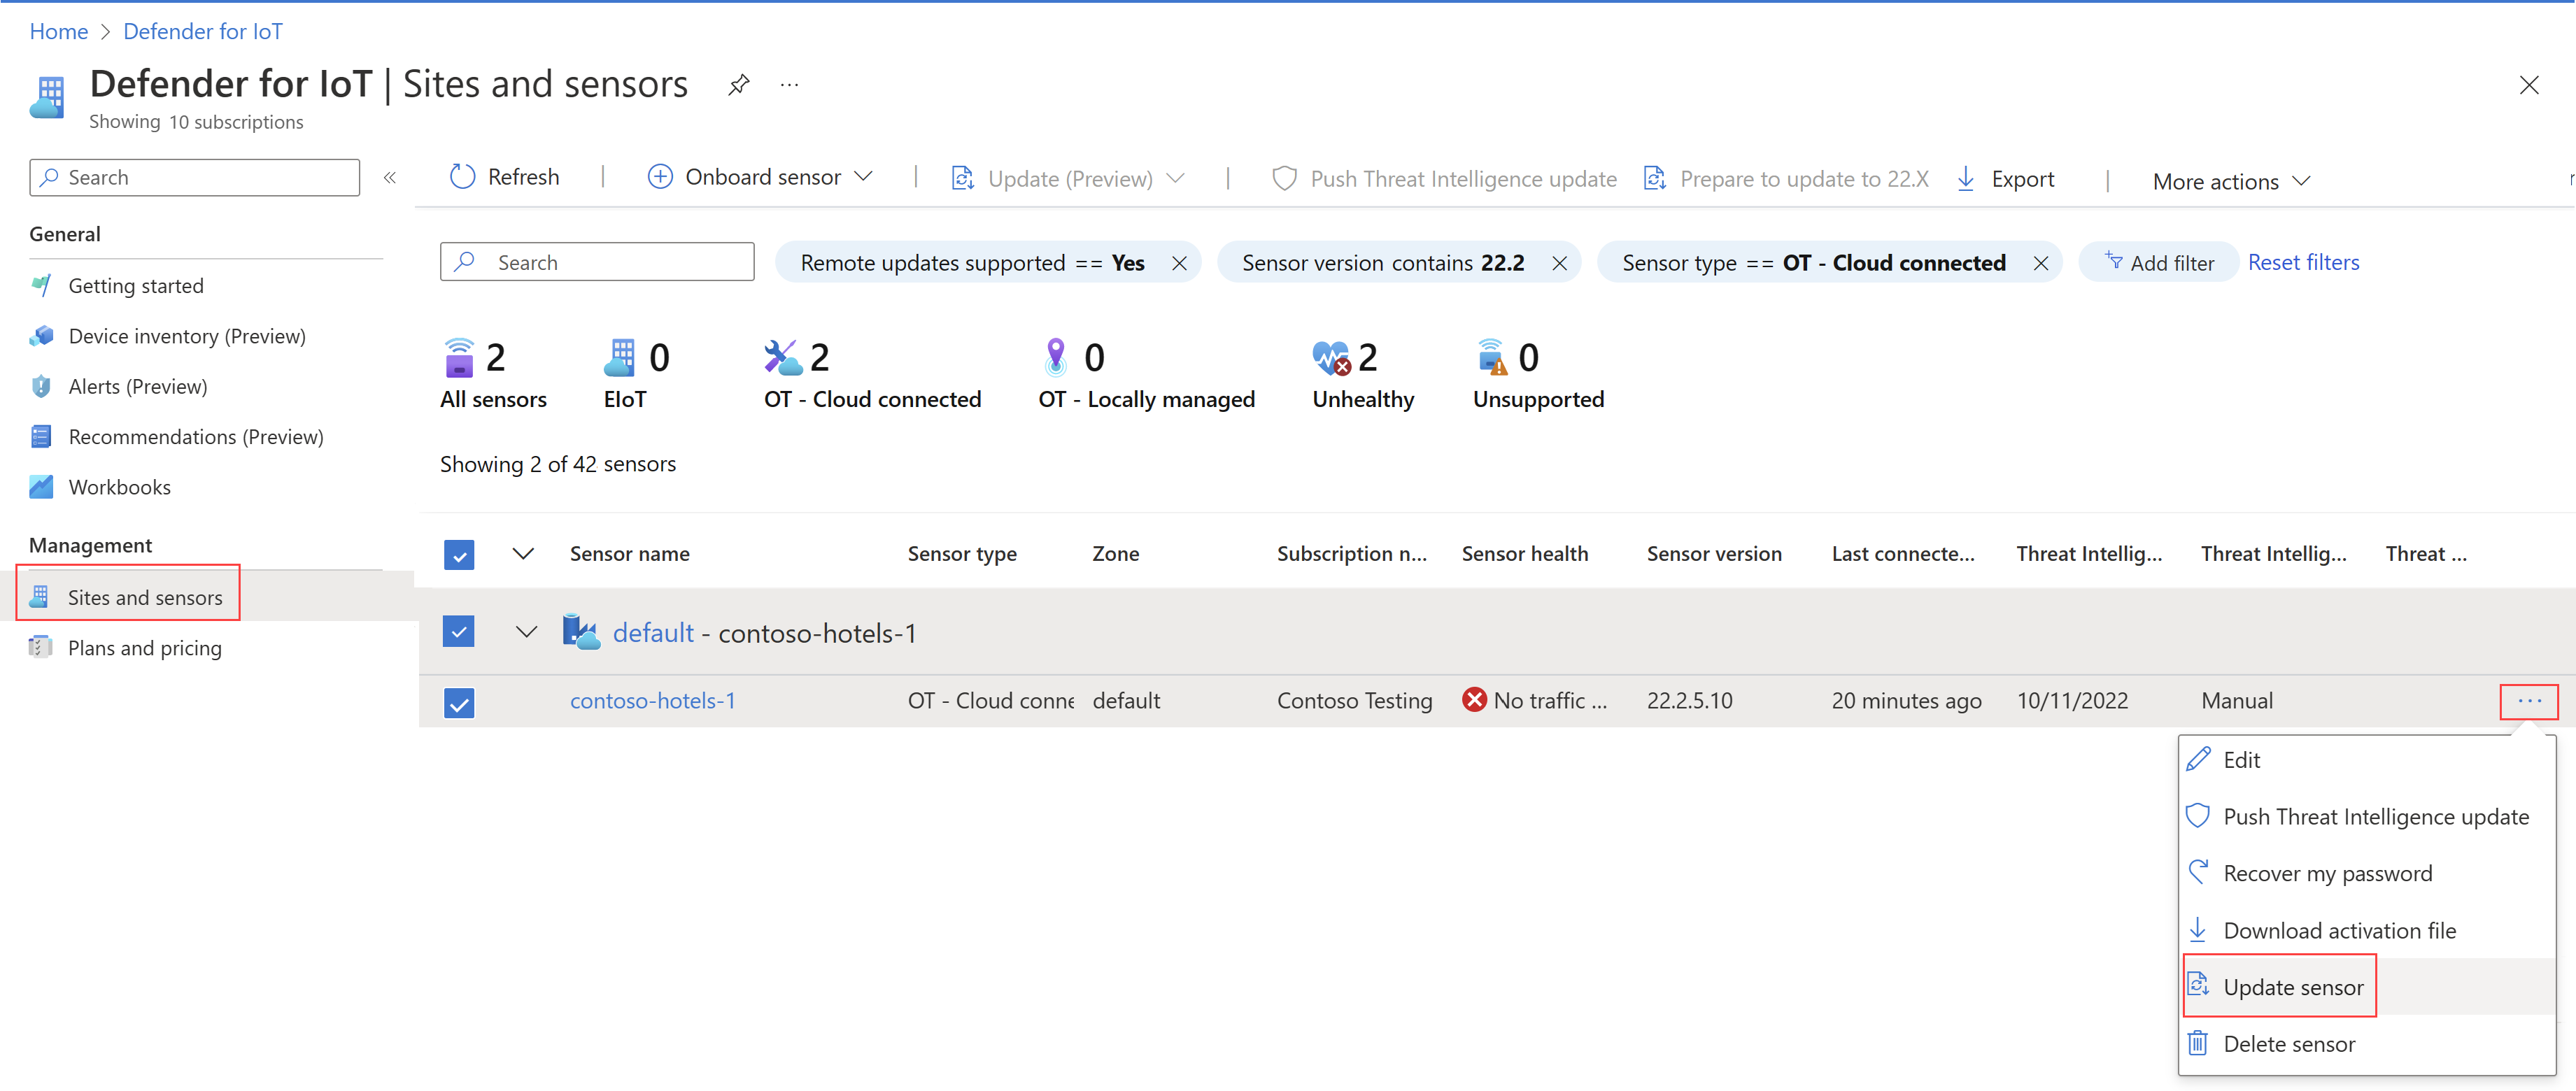 Home > Defender for IoT
Defender for IoT | Sites and sensors ...
Showing 10 subscriptions
Search «
General
Getting started
Device inventory (Preview)
Alerts (Preview)
Recommendations (Preview)
Workbooks
Management
Sites and sensors
Plans and pricing
Refresh | Onboard sensor | Update (Preview) | Push Threat Intelligence update Prepare to update to 22.X Export | More actions
Search Remote updates supported == Yes Sensor version contains 22.2 Sensor type == OT - Cloud connected Add filter Reset filters
2 0 2 0 2 0
All sensors EIoT OT - Cloud connected OT - Locally managed Unhealthy Unsupported
Showing 2 of 42 sensors
Sensor name Sensor type Zone Subscription n... Sensor health Sensor version Last connecte... Threat Intellig... Threat Intellig... Threat ...
default - contoso-hotels-1
contoso-hotels-1 OT - Cloud conne default Contoso Testing No traffic ... 22.2.5.10 20 minutes ago 10/11/2022 Manual ...
Edit
Push Threat Intelligence update
Recover my password
Download activation file
Update sensor
Delete sensor